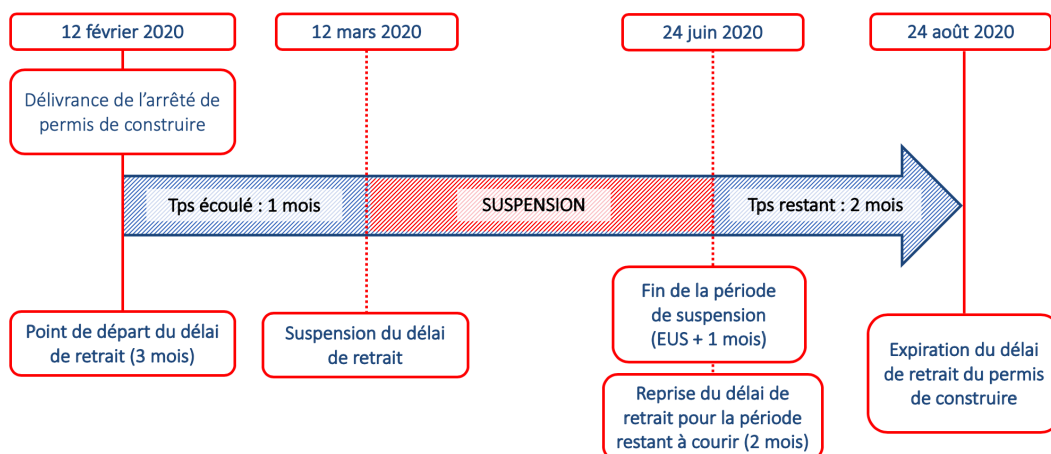 12 février 2020
12 mars 2020
24 juin 2020
24 août 2020
Délivrance de l’arrêté de
permis de construire
Tps écoulé : 1 mois
SUSPENSION
Tps restant : 2 mois
Point de départ du délai
de retrait (3 mois)
Suspension du délai
de retrait
Fin de la période
de suspension
(EUS + 1 mois)
Reprise du délai de
retrait pour la période
restant à courir (2 mois)
Expiration du délai
de retrait du permis
de construire